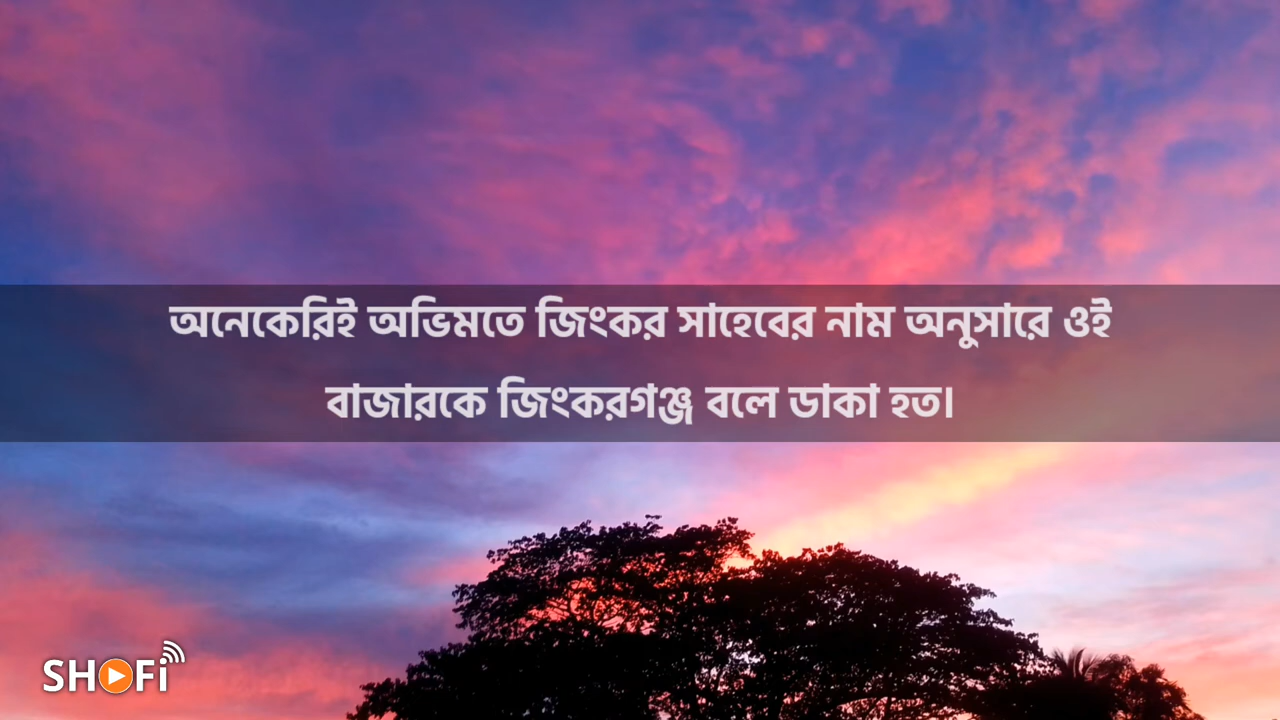 অনেকেরিই অভিমতে জিংকর সাহেবের নাম অনুসারে ওই
বাজারকে জিংকরগঞ্জ বলে ডাকা হত।
SHOFi